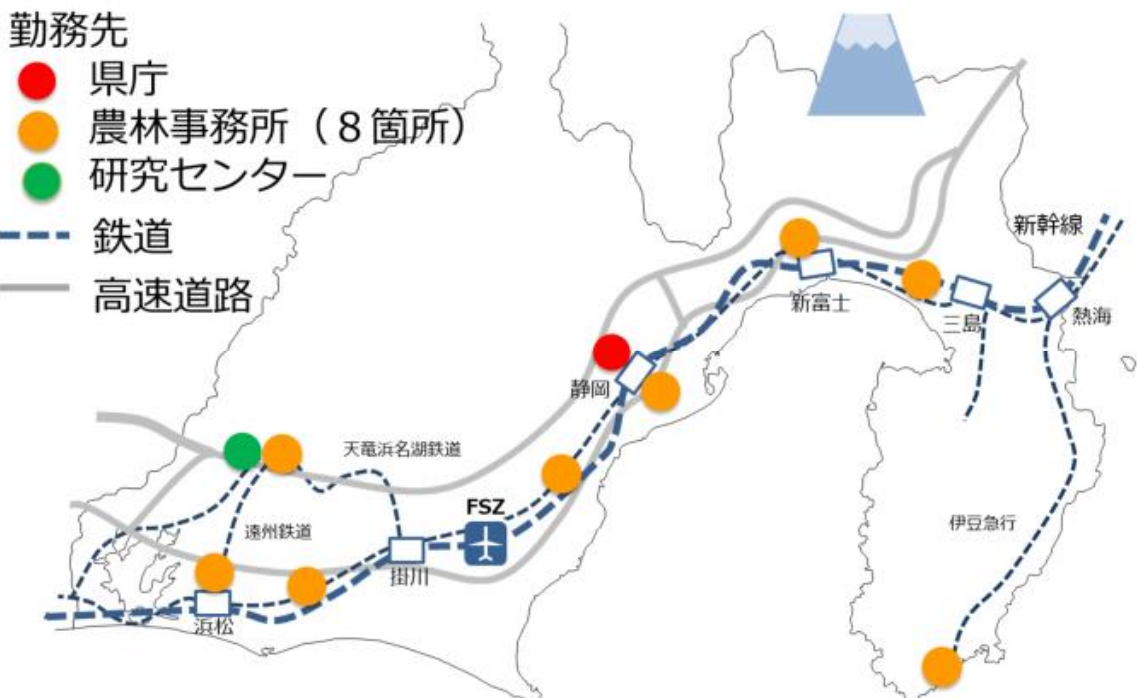 勤務先
県庁
農林事務所（８箇所）
研究センター
鉄道
高速道路
新幹線
熱海
三島
新富士
静岡
天竜浜名湖鉄道
FSZ
遠州鉄道
掛川
浜松
伊豆急行